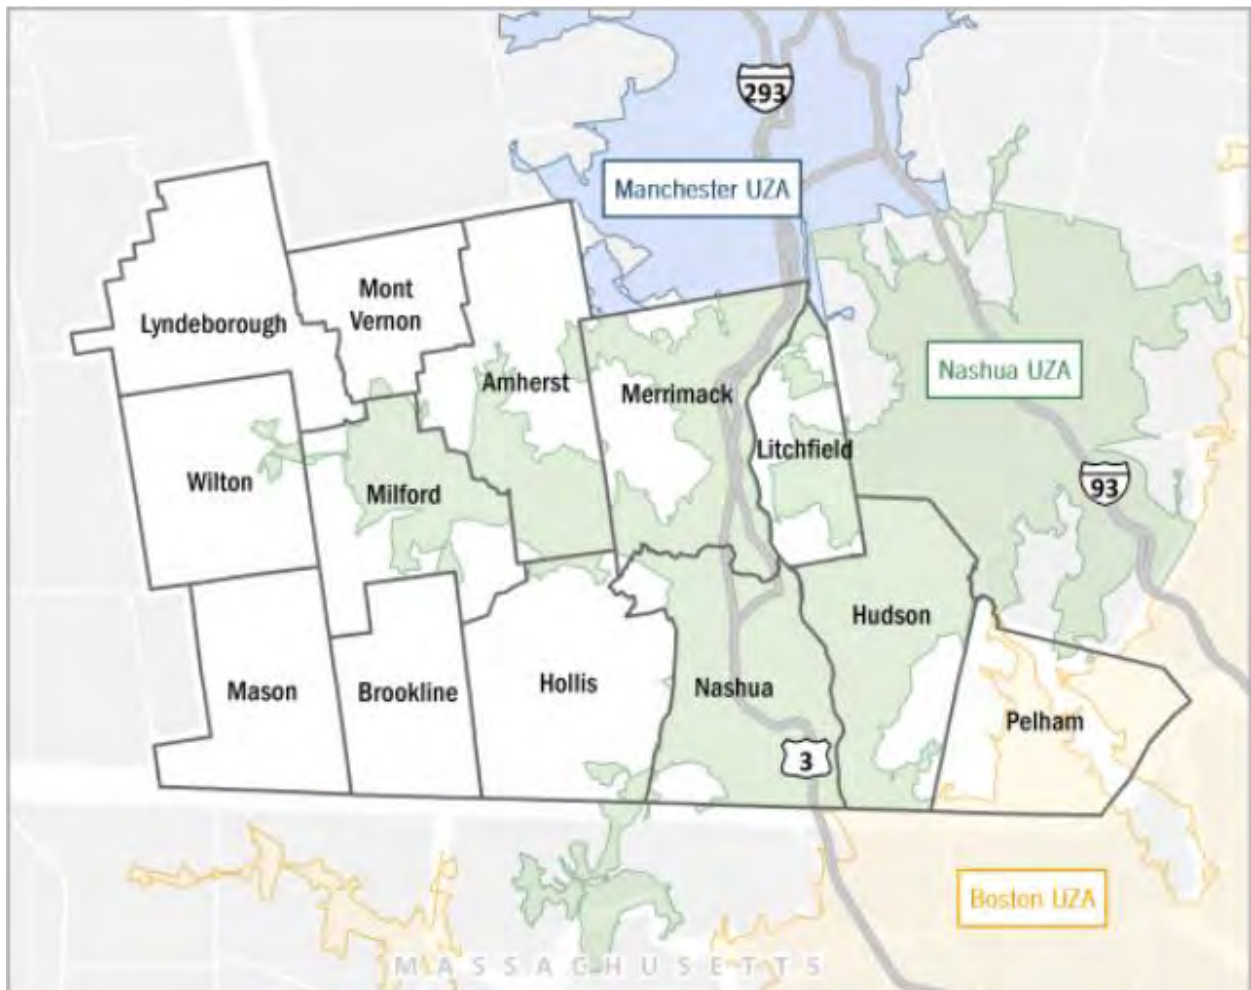 293
Manchester UZA
Mont
Vernon
Lyndeborough
Nashua UZA
Amherst
Merrimack
Litchfield
Wilton
Milford
93
Hudson
Mason
Brookline
Hollis
Nashua
Pelham
3
Boston UZA
MASSACHUSETTS